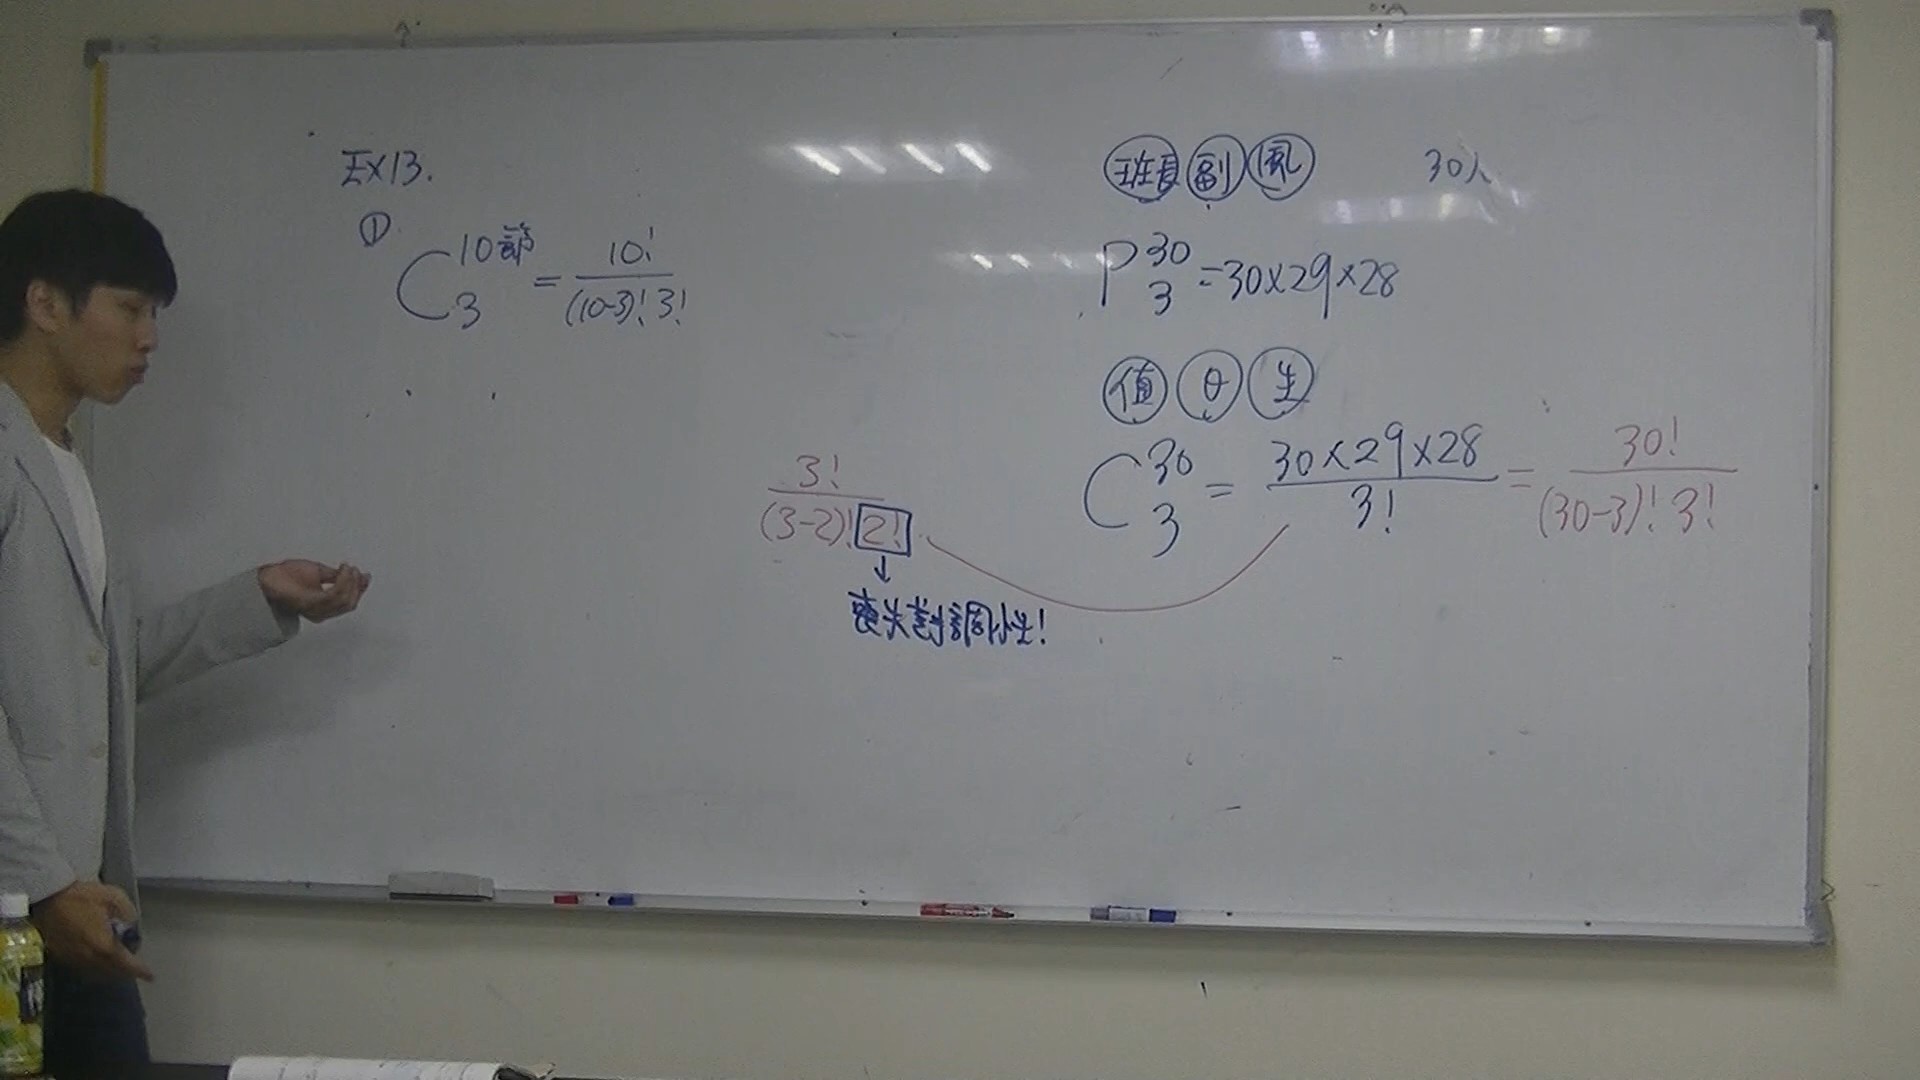 EX13.
① C 10節 3 = 10! / (10-3)! 3!
班長 副 風 30人
P 30 3 = 30×29×28
值 日 生
C 30 3 = 30×29×28 / 3! = 30! / (30-3)! 3!
3! / (3-2)! 2!
↓
喪失對調性!